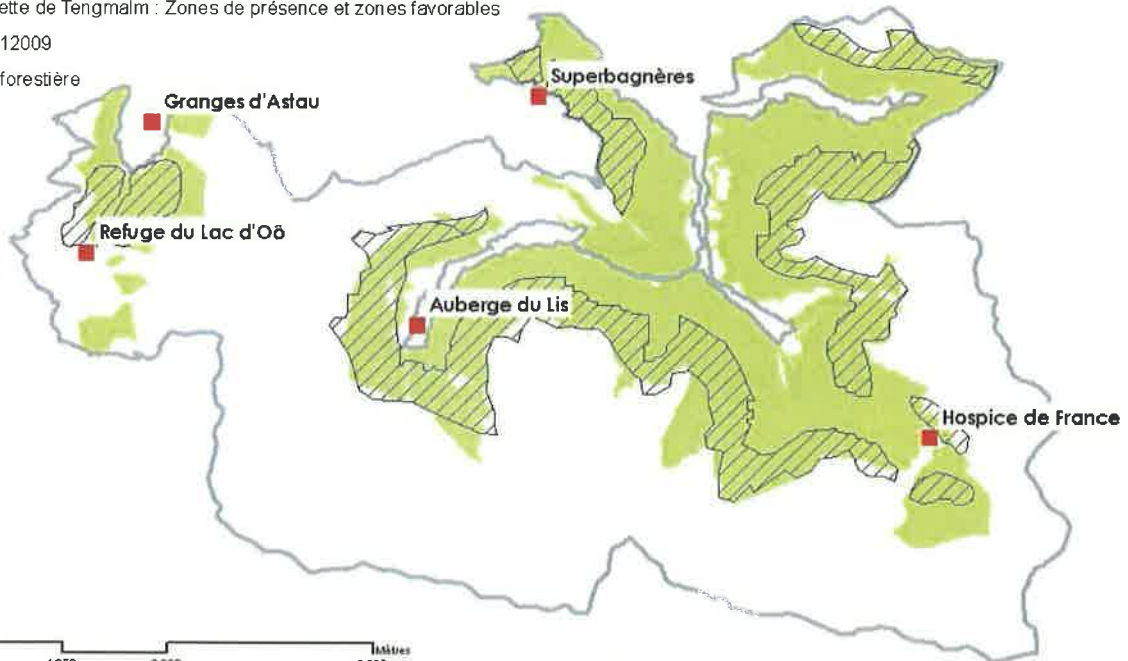 ette de Tengmalm : Zones de présence et zones favorables
12009
forestière
Superbagnères
Granges d'Astau
Refuge du Lac d'Oô
Auberge du Lis
Hospice de France
Mètres